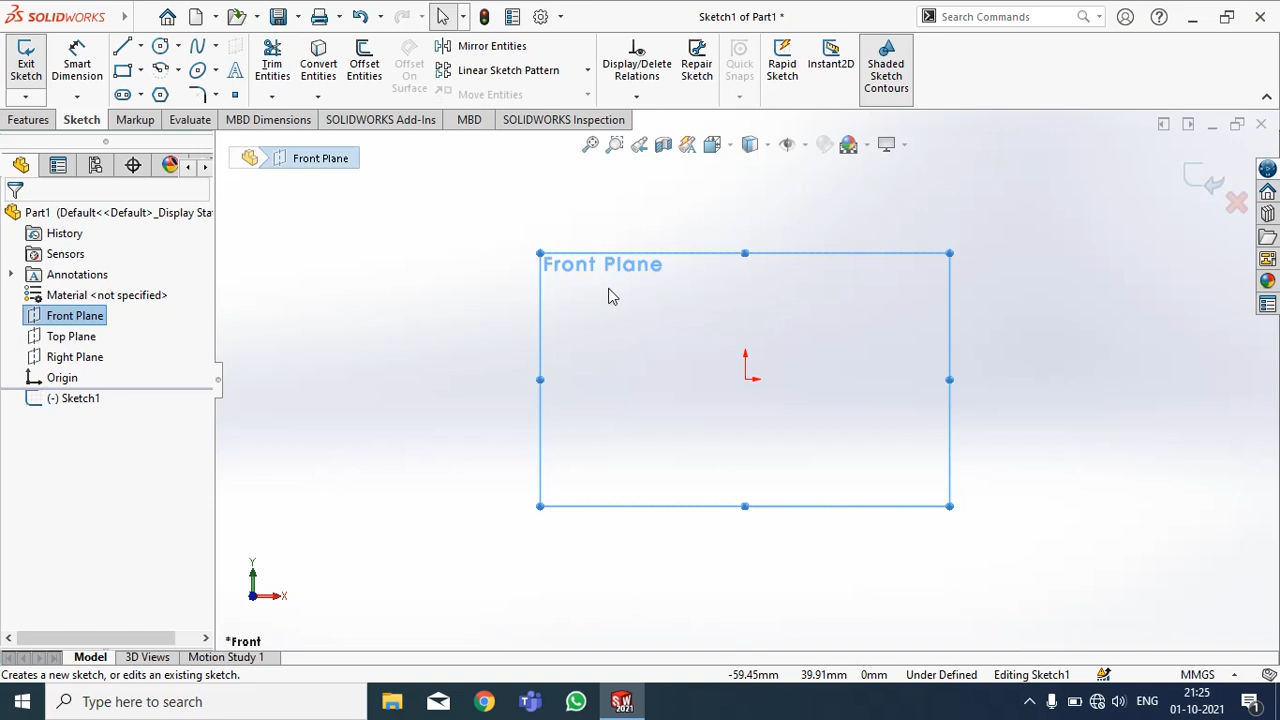 SOLIDWORKS
Sketch1 of Part1 *
Search Commands
Exit Sketch
Smart Dimension
Trim Entities
Convert Entities
Offset Entities
Offset On Surface
Mirror Entities
Linear Sketch Pattern
Move Entities
Display/Delete Relations
Repair Sketch
Quick Snaps
Rapid Sketch
Instant2D
Shaded Sketch Contours
Features
Sketch
Markup
Evaluate
MBD Dimensions
SOLIDWORKS Add-Ins
MBD
SOLIDWORKS Inspection
Front Plane
Part1 (Default<<Default>_Display Sta
History
Sensors
Annotations
Material <not specified>
Front Plane
Top Plane
Right Plane
Origin
(-) Sketch1
Front Plane
Y
X
*Front
Model
3D Views
Motion Study 1
Creates a new sketch, or edits an existing sketch.
-59.45mm
39.91mm
0mm
Under Defined
Editing Sketch1
MMGS
Type here to search
SW
2021
ENG
21:25
01-10-2021
1